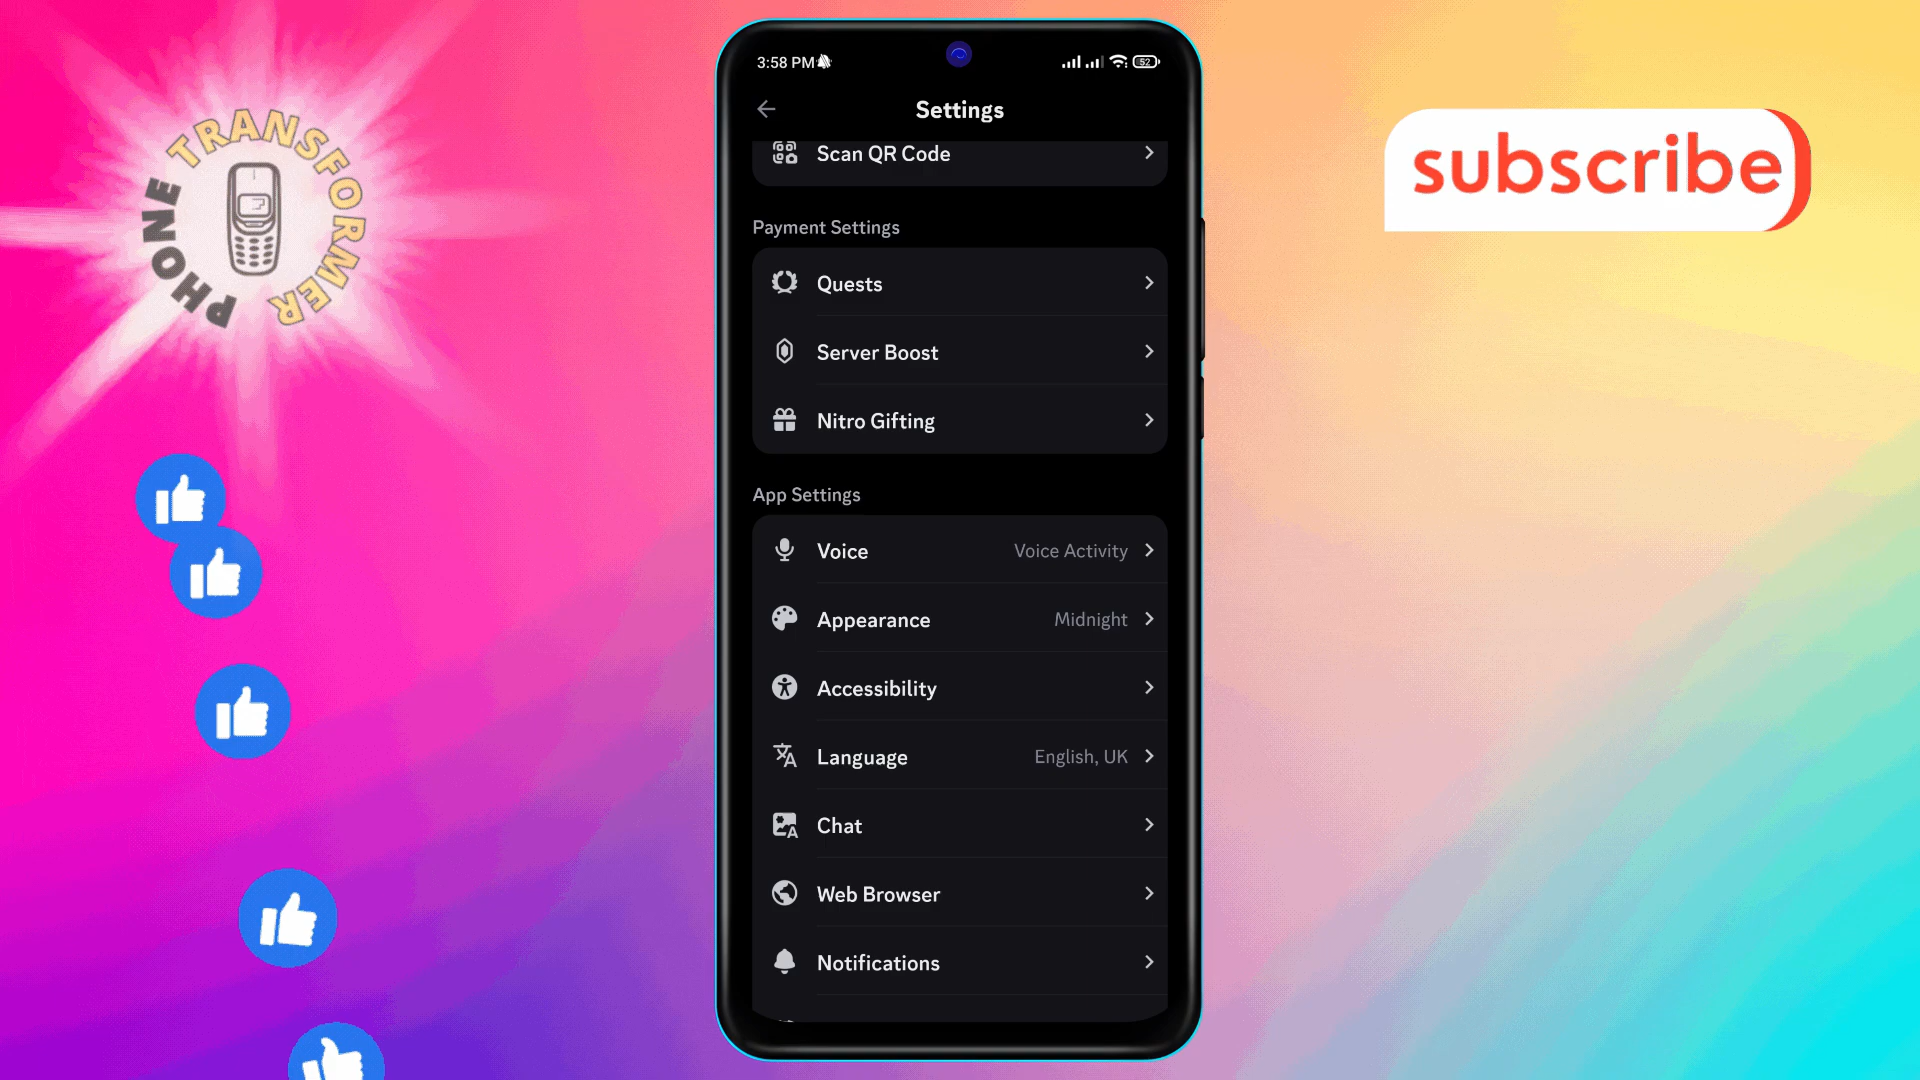 PHONE TRANSFORMER
3:58 PM
52
Settings
Scan QR Code
Payment Settings
Quests
Server Boost
Nitro Gifting
App Settings
Voice Voice Activity
Appearance Midnight
Accessibility
Language English, UK
Chat
Web Browser
Notifications
subscribe